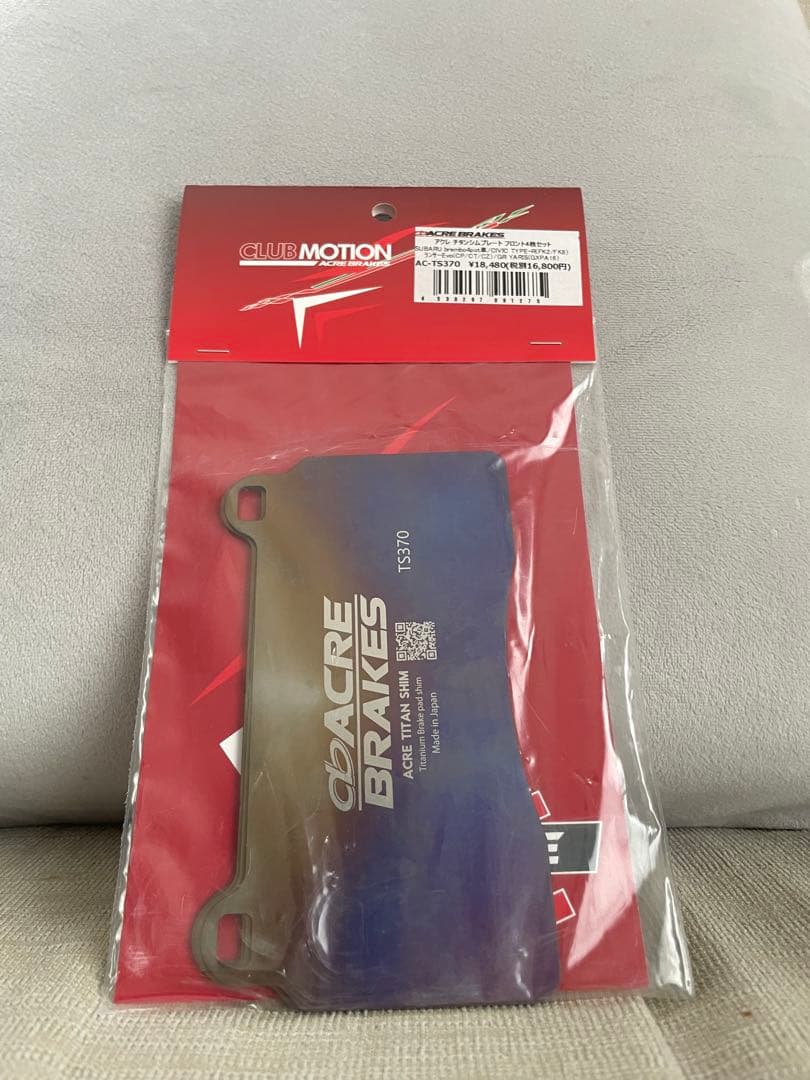 CLUB MOTION
ACRE BRAKES
ACRE BRAKES
アクレ チタンシムプレート フロント4枚セット
SUBARU brembo4pot黒/CIVIC TYPE-R(FK2/FK8)
ランサーEvo(CP/CT/CZ)/GR YARIS(GXPA16)
AC-TS370 ¥18,480(税別16,800円)
TS370
ACRE
BRAKES
ACRE TITAN SHIM
Titanium Brake pad shim
Made in Japan